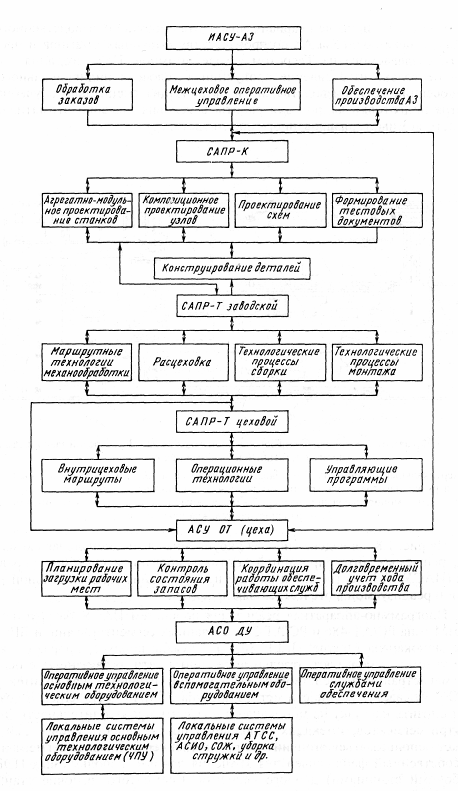 ИАСУ-АЗ
Обработка
заказов
Межцеховое оперативное
управление
Обеспечение
производства АЗ
САПР-К
Агрегатно-модуль-
ное проектирова-
ние станков
Композиционное
проектирование
узлов
Проектирование
схем
Формирование
тестовых
документов
Конструирование деталей
САПР-Т заводской
Маршрутные
технологии
механообработки
Расцеховка
Технологические
процессы
сборки
Технологические
процессы
монтажа
САПР-Т цеховой
Внутрицеховые
маршруты
Операционные
технологии
Управляющие
программы
АСУ ОТ (цеха)
Планирование
загрузки рабочих
мест
Контроль
состояния
запасов
Координация
работы обеспе-
чивающих служб
Долговременный
учет хода
производства
АСО ДУ
Оперативное управление
основным технологи-
ческим оборудованием
Оперативное управление
вспомогательным обо-
рудованием
Оперативное управление
службами
обеспечения
Локальные системы
управления основным
технологическим
оборудованием (ЧПУ)
Локальные системы
управления АТСС,
АСИО, СОЖ, уборка
стружки и др.